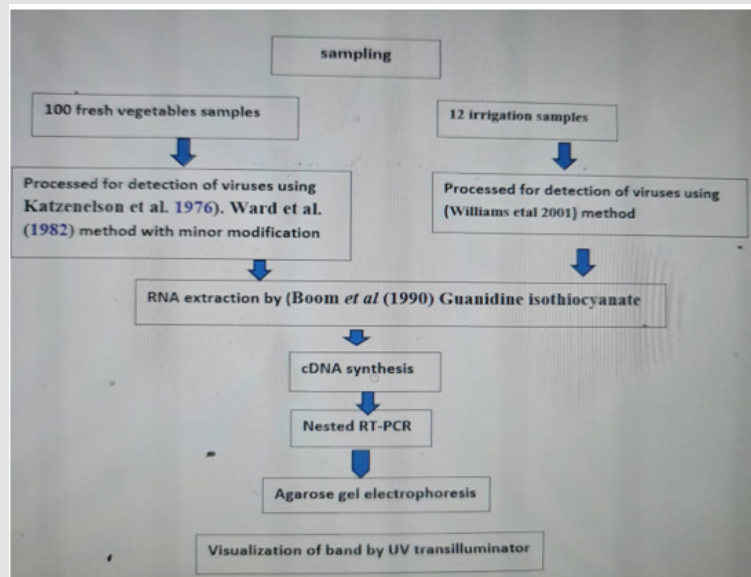 sampling
100 fresh vegetables samples
12 irrigation samples
Processed for detection of viruses using
Katzenelson et al. 1976). Ward et al.
(1982) method with minor modification
Processed for detection of viruses using
(Williams etal 2001) method
RNA extraction by (Boom et al (1990) Guanidine isothiocyanate
cDNA synthesis
Nested RT-PCR
Agarose gel electrophoresis
Visualization of band by UV transilluminator